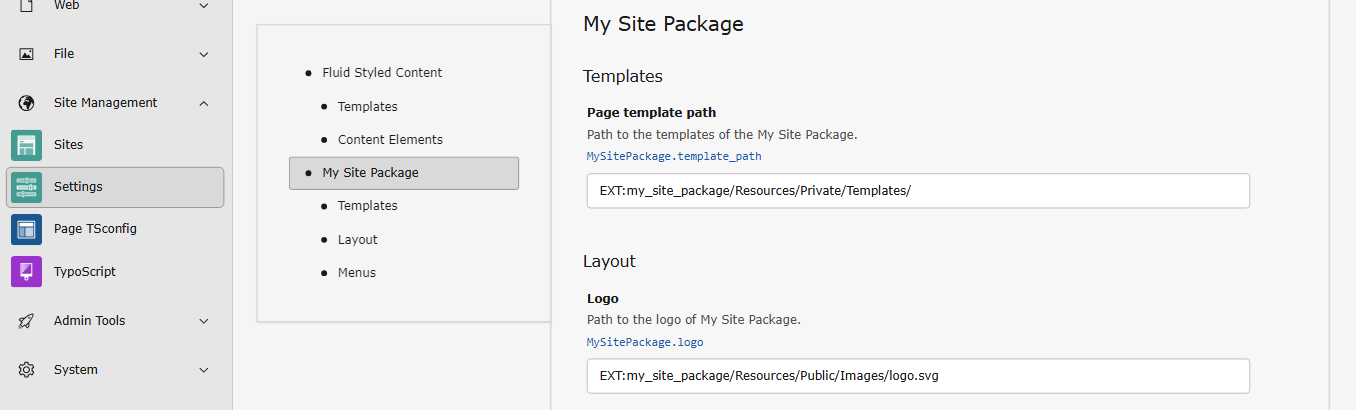 Web
File
Site Management
Sites
Settings
Page TSconfig
TypoScript
Admin Tools
System
Fluid Styled Content
Templates
Content Elements
My Site Package
Templates
Layout
Menus
My Site Package
Templates
Page template path
Path to the templates of the My Site Package.
MySitePackage.template_path
EXT:my_site_package/Resources/Private/Templates/
Layout
Logo
Path to the logo of My Site Package.
MySitePackage.logo
EXT:my_site_package/Resources/Public/Images/logo.svg